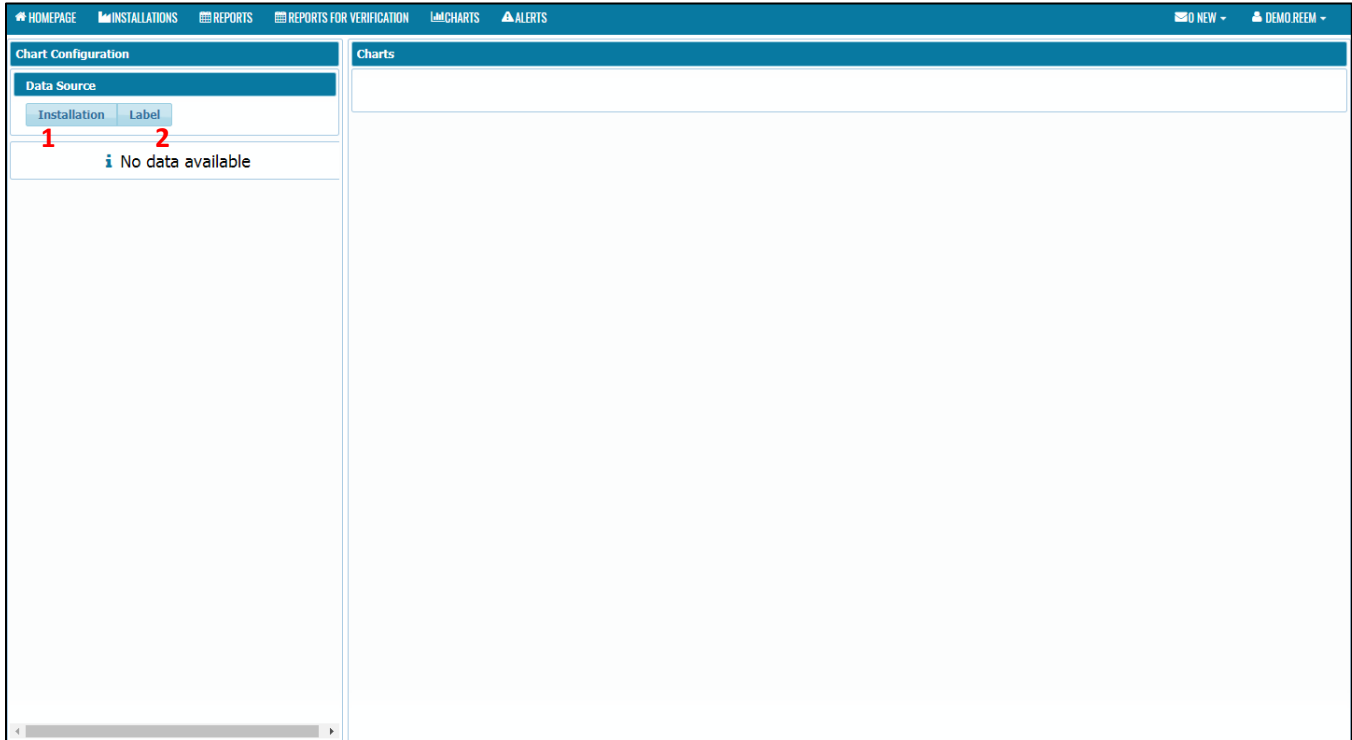 HOMEPAGE INSTALLATIONS REPORTS REPORTS FOR VERIFICATION CHARTS ALERTS 0 NEW DEMO.REEM
Chart Configuration
Charts
Data Source
Installation Label
1 2
No data available